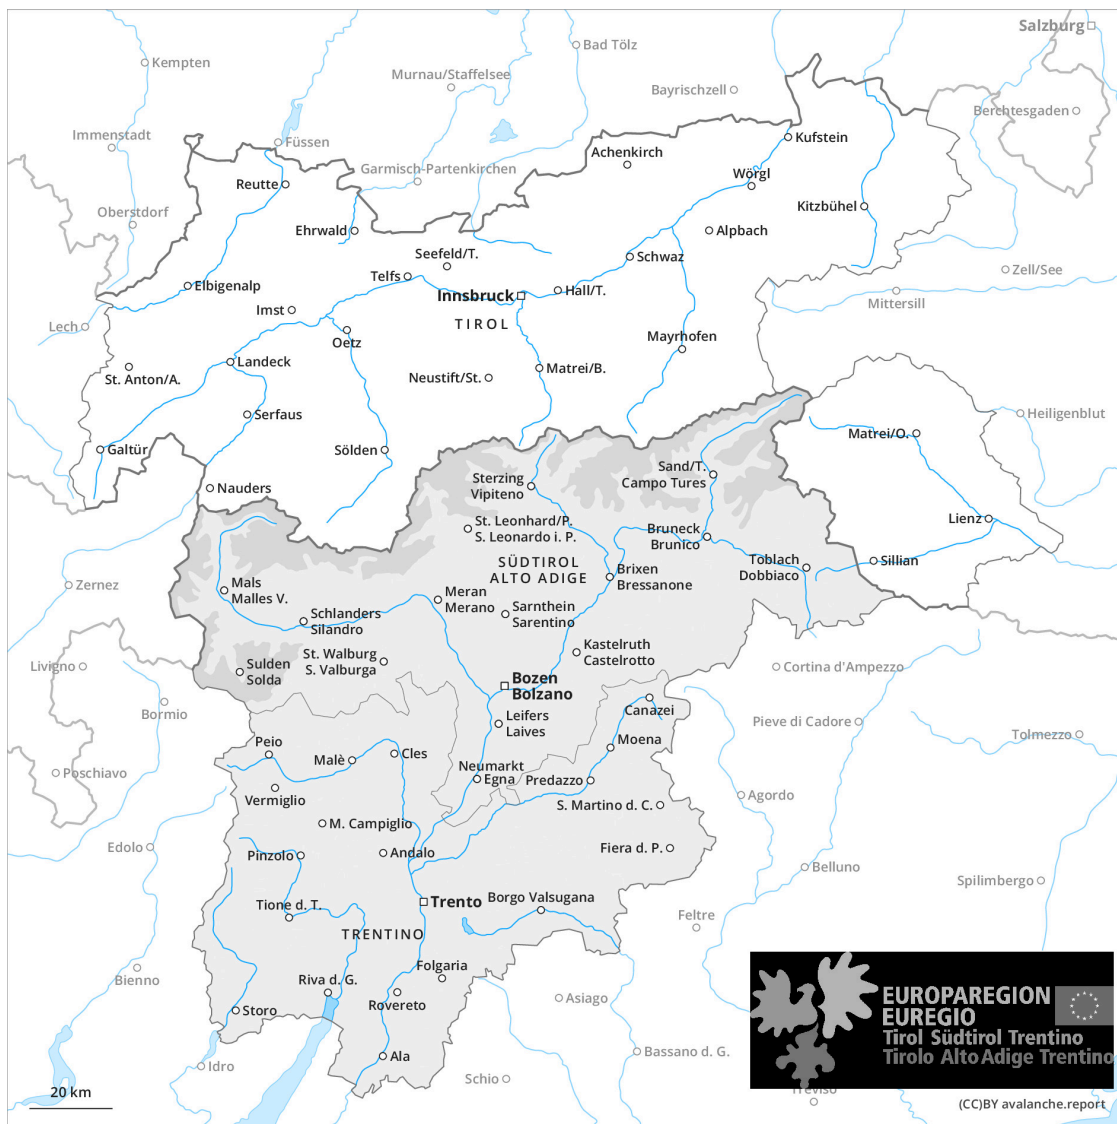 Salzburg
Bad Tölz
Kempten
Murnau/Staffelsee
Bayrischzell
Berchtesgaden
Immenstadt
Füssen
Kufstein
Achenkirch
Garmisch-Partenkirchen
Wörgl
Reutte
Oberstdorf
Kitzbühel
Ehrwald
Alpbach
Seefeld/T.
Schwaz
Telfs
Zell/See
Elbigenalp
Innsbruck
Hall/T.
Mittersill
Imst
TIROL
Lech
Oetz
Mayrhofen
Landeck
Matrei/B.
St. Anton/A.
Neustift/St.
Serfaus
Heiligenblut
Matrei/O.
Galtür
Sölden
Sand/T.
Campo Tures
Sterzing
Vipiteno
Nauders
St. Leonhard/P.
S. Leonardo i. P.
Bruneck
Brunico
Lienz
SÜDTIROL
ALTO ADIGE
Toblach
Dobbiaco
Sillian
Brixen
Bressanone
Zernez
Mals
Malles V.
Meran
Merano
Sarnthein
Sarentino
Schlanders
Silandro
Kastelruth
Castelrotto
St. Walburg
S. Valburga
Livigno
Sulden
Solda
Cortina d'Ampezzo
Bozen
Bolzano
Bormio
Canazei
Leifers
Laives
Pieve di Cadore
Tolmezzo
Peio
Moena
Malè
Cles
Poschiavo
Neumarkt
Egna
Predazzo
Vermiglio
Agordo
S. Martino d. C.
M. Campiglio
Edolo
Pinzolo
Andalo
Fiera d. P.
Belluno
Spilimbergo
Tione d. T.
Trento
Borgo Valsugana
Feltre
TRENTINO
Bienno
Folgaria
Riva d. G.
Rovereto
Asiago
Storo
EUROPAREGION
EUREGIO
Tirol Südtirol Trentino
Tirolo Alto Adige Trentino
Ala
Bassano d. G.
Idro
Schio
Treviso
20 km
(CC)BY avalanche.report